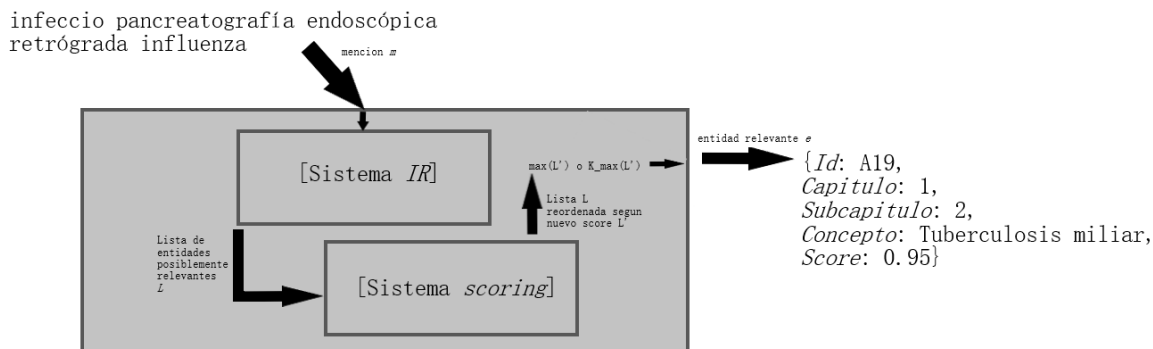 infeccio pancreatografía endoscópica
retrógrada influenza
mencion m
[Sistema IR]
Lista de
entidades
posiblemente
relevantes
L
[Sistema scoring]
Lista L
reordenada segun
nuevo score L'
max(L') o K_max(L')
entidad relevante e
{Id: A19,
Capitulo: 1,
Subcapitulo: 2,
Concepto: Tuberculosis miliar,
Score: 0.95}